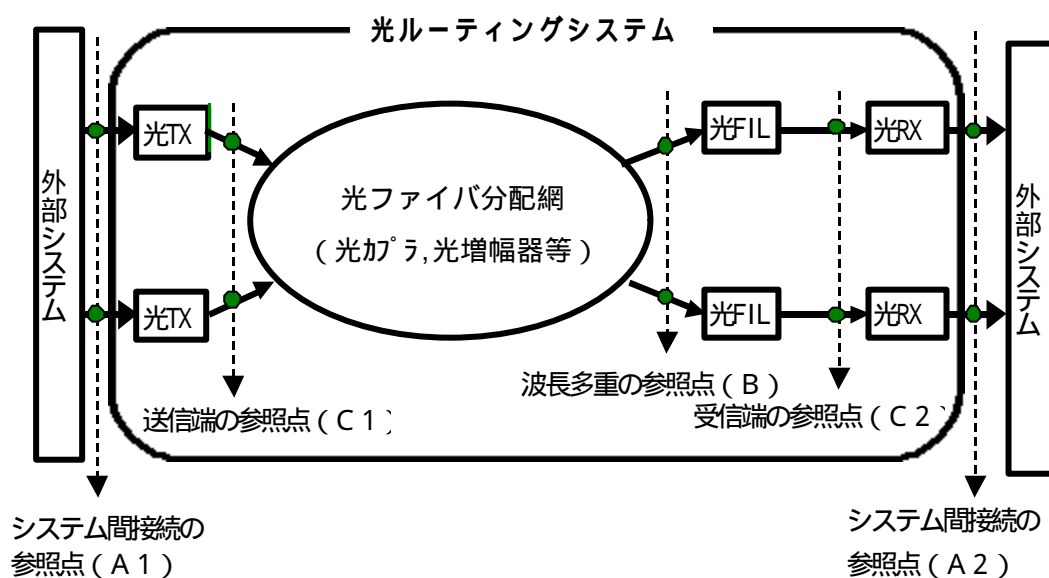 光ルーティングシステム
外部システム
光TX
光TX
光ファイバ分配網
(光ｶﾌﾟﾗ,光増幅器等)
光FIL
光RX
光FIL
光RX
外部システム
送信端の参照点(C1)
波長多重の参照点(B)
受信端の参照点(C2)
システム間接続の
参照点(A1)
システム間接続の
参照点(A2)